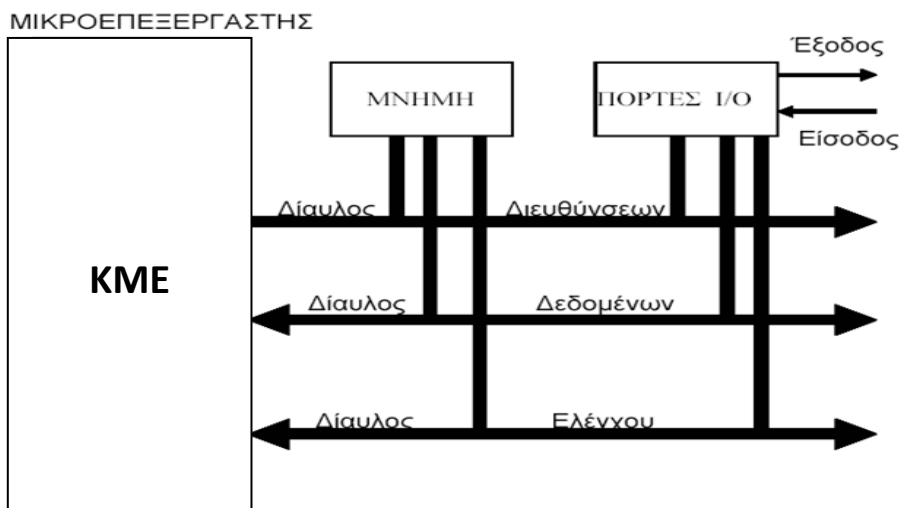 ΜΙΚΡΟΕΠΕΞΕΡΓΑΣΤΗΣ
Έξοδος
ΜΝΗΜΗ
ΠΟΡΤΕΣ I/O
Είσοδος
Δίαυλος Διευθύνσεων
ΚΜΕ
Δίαυλος Δεδομένων
Δίαυλος Ελέγχου